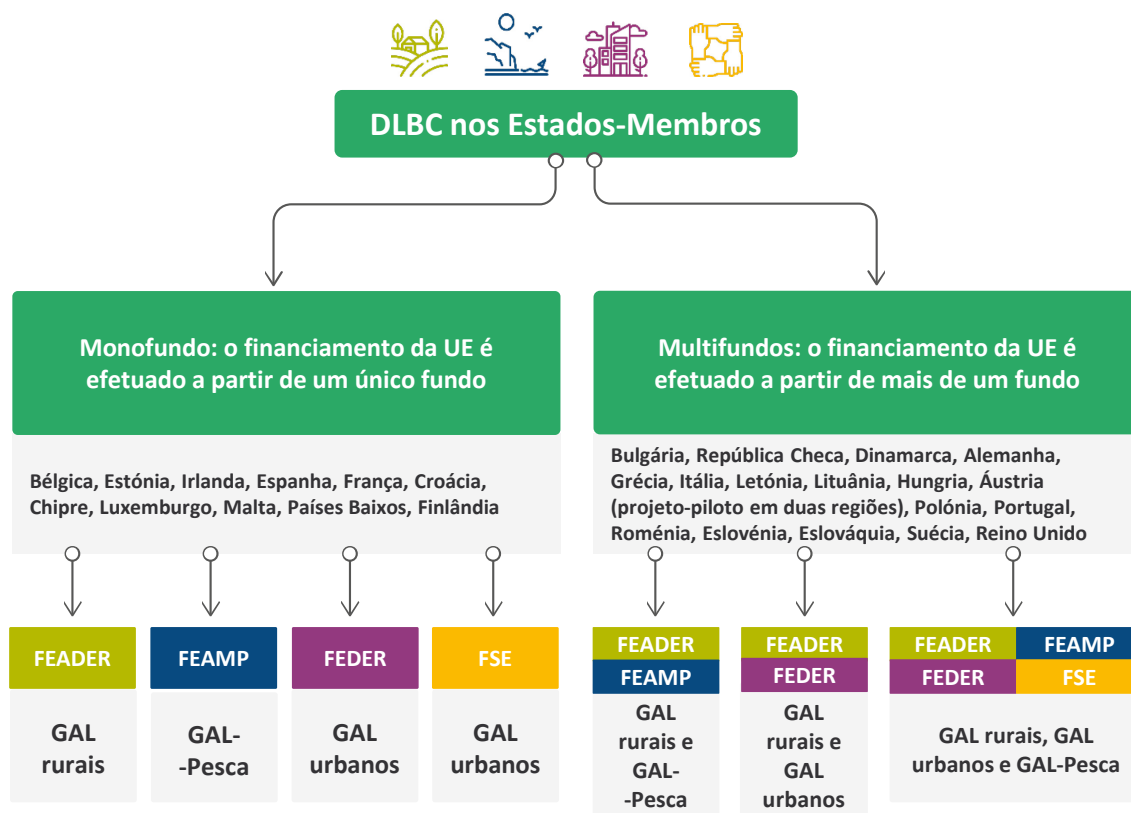 DLBC nos Estados-Membros
Monofundo: o financiamento da UE é
efetuado a partir de um único fundo
Bélgica, Estónia, Irlanda, Espanha, França, Croácia,
Chipre, Luxemburgo, Malta, Países Baixos, Finlândia
FEADER
GAL
rurais
FEAMP
GAL-
-Pesca
FEDER
GAL
urbanos
FSE
GAL
urbanos
Multifundos: o financiamento da UE é
efetuado a partir de mais de um fundo
Bulgária, República Checa, Dinamarca, Alemanha,
Grécia, Itália, Letónia, Lituânia, Hungria, Áustria
(projeto-piloto em duas regiões), Polónia, Portugal,
Roménia, Eslovénia, Eslováquia, Suécia, Reino Unido
FEADER
FEAMP
GAL
rurais e
GAL-
-Pesca
FEADER
FEDER
GAL
rurais e
GAL
urbanos
FEADER
FEAMP
FEDER
FSE
GAL rurais, GAL
urbanos e GAL-Pesca